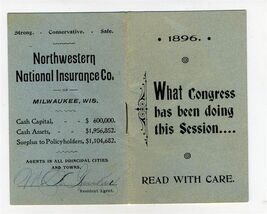 Strong. - Conservative. - Safe.
Northwestern
National Insurance Co.
OF
MILWAUKEE, WIS.
Cash Capital, - - $ 600,000.
Cash Assets, - - $1,956,852.
Surplus to Policyholders, $1,104,682.
AGENTS IN ALL PRINCIPAL CITIES
AND TOWNS.
Resident Agent.
1896.
What Congress
has been doing
this Session....
READ WITH CARE.